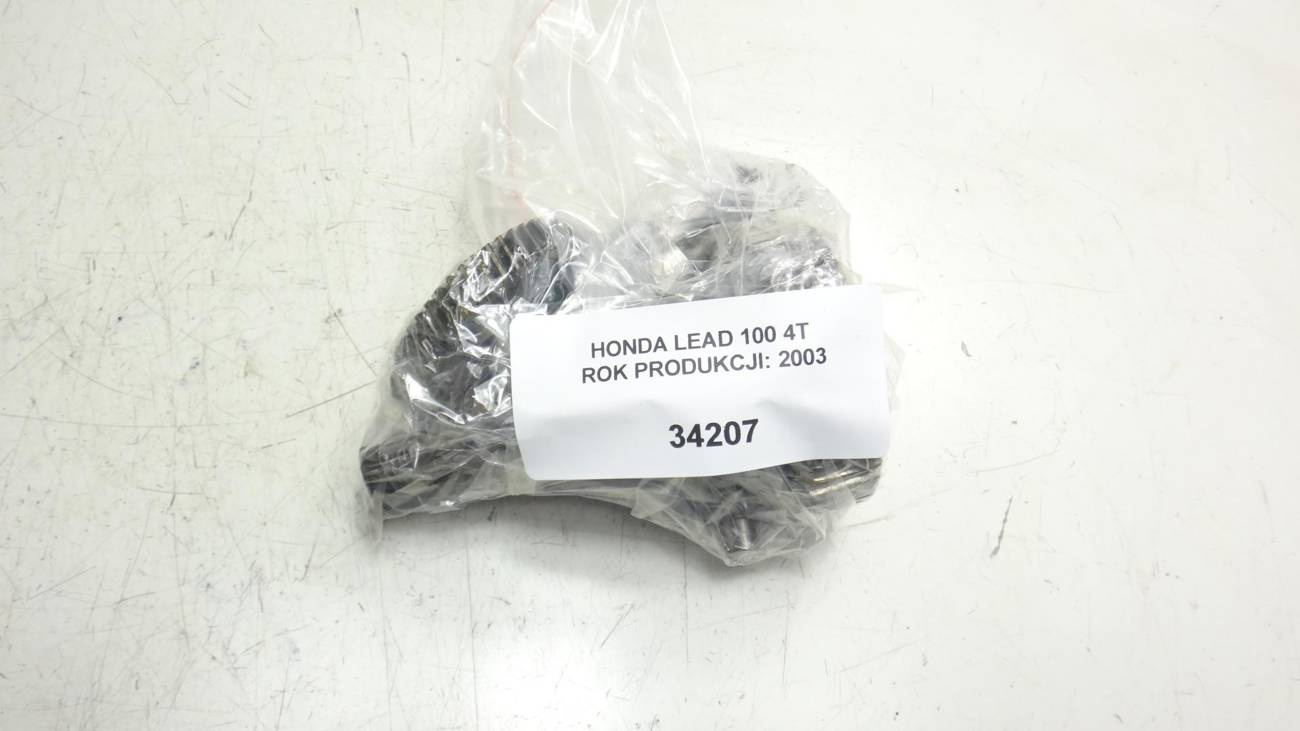 HONDA LEAD 100 4T
ROK PRODUKCJI: 2003
34207